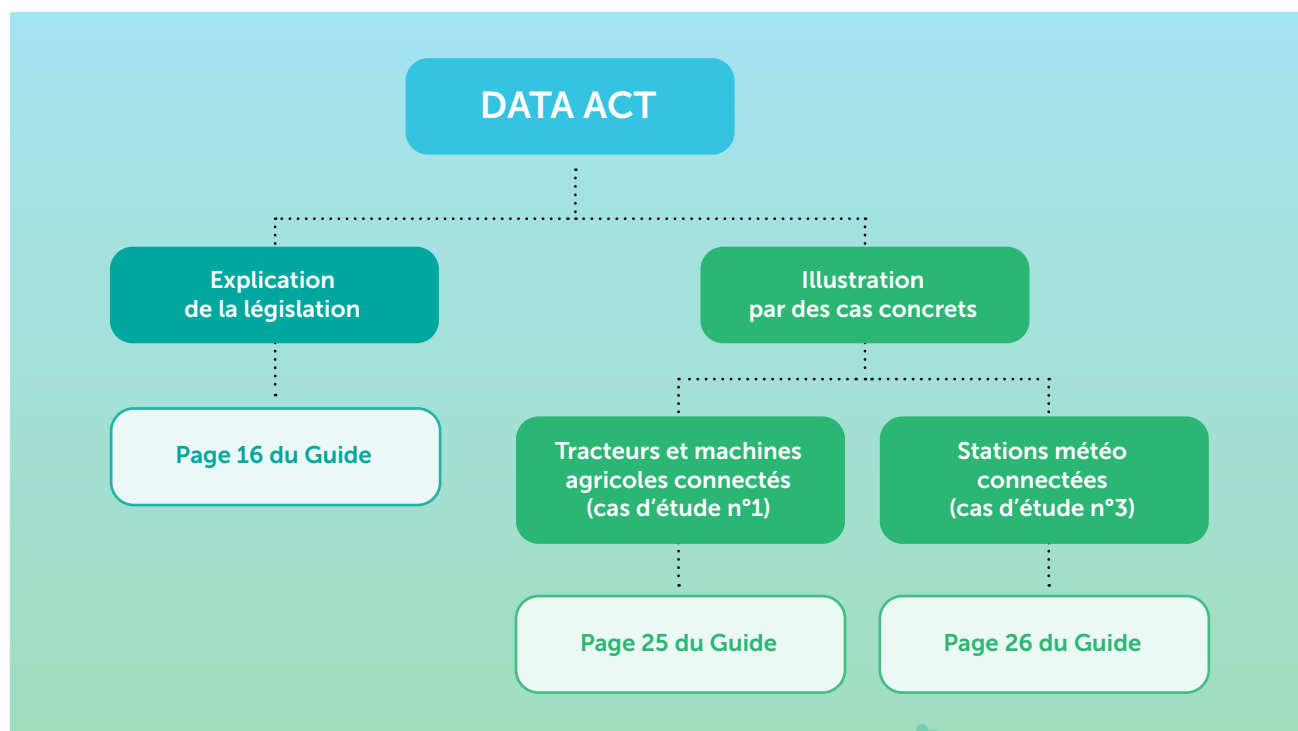 DATA ACT
Explication
de la législation
Page 16 du Guide
Illustration
par des cas concrets
Tracteurs et machines
agricoles connectés
(cas d’étude n°1)
Page 25 du Guide
Stations météo
connectées
(cas d’étude n°3)
Page 26 du Guide